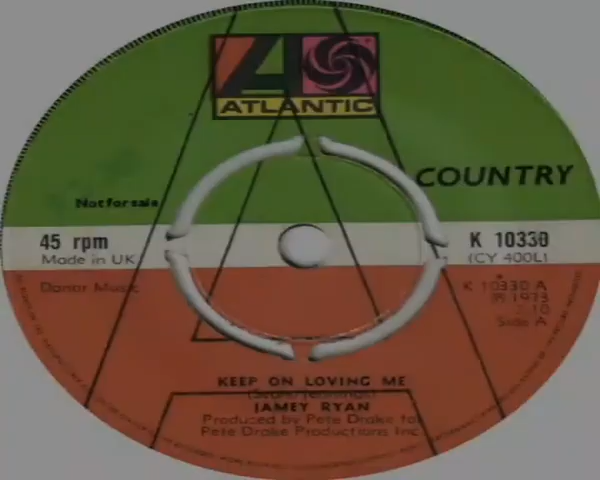 ATLANTIC
COUNTRY
Not for sale
45 rpm
Made in UK
K 10330
(CY 400L)
Danor Music
K 10330 A
℗ 1973
Side A
KEEP ON LOVING ME
JAMEY RYAN
Produced by Pete Drake for
Pete Drake Productions Inc